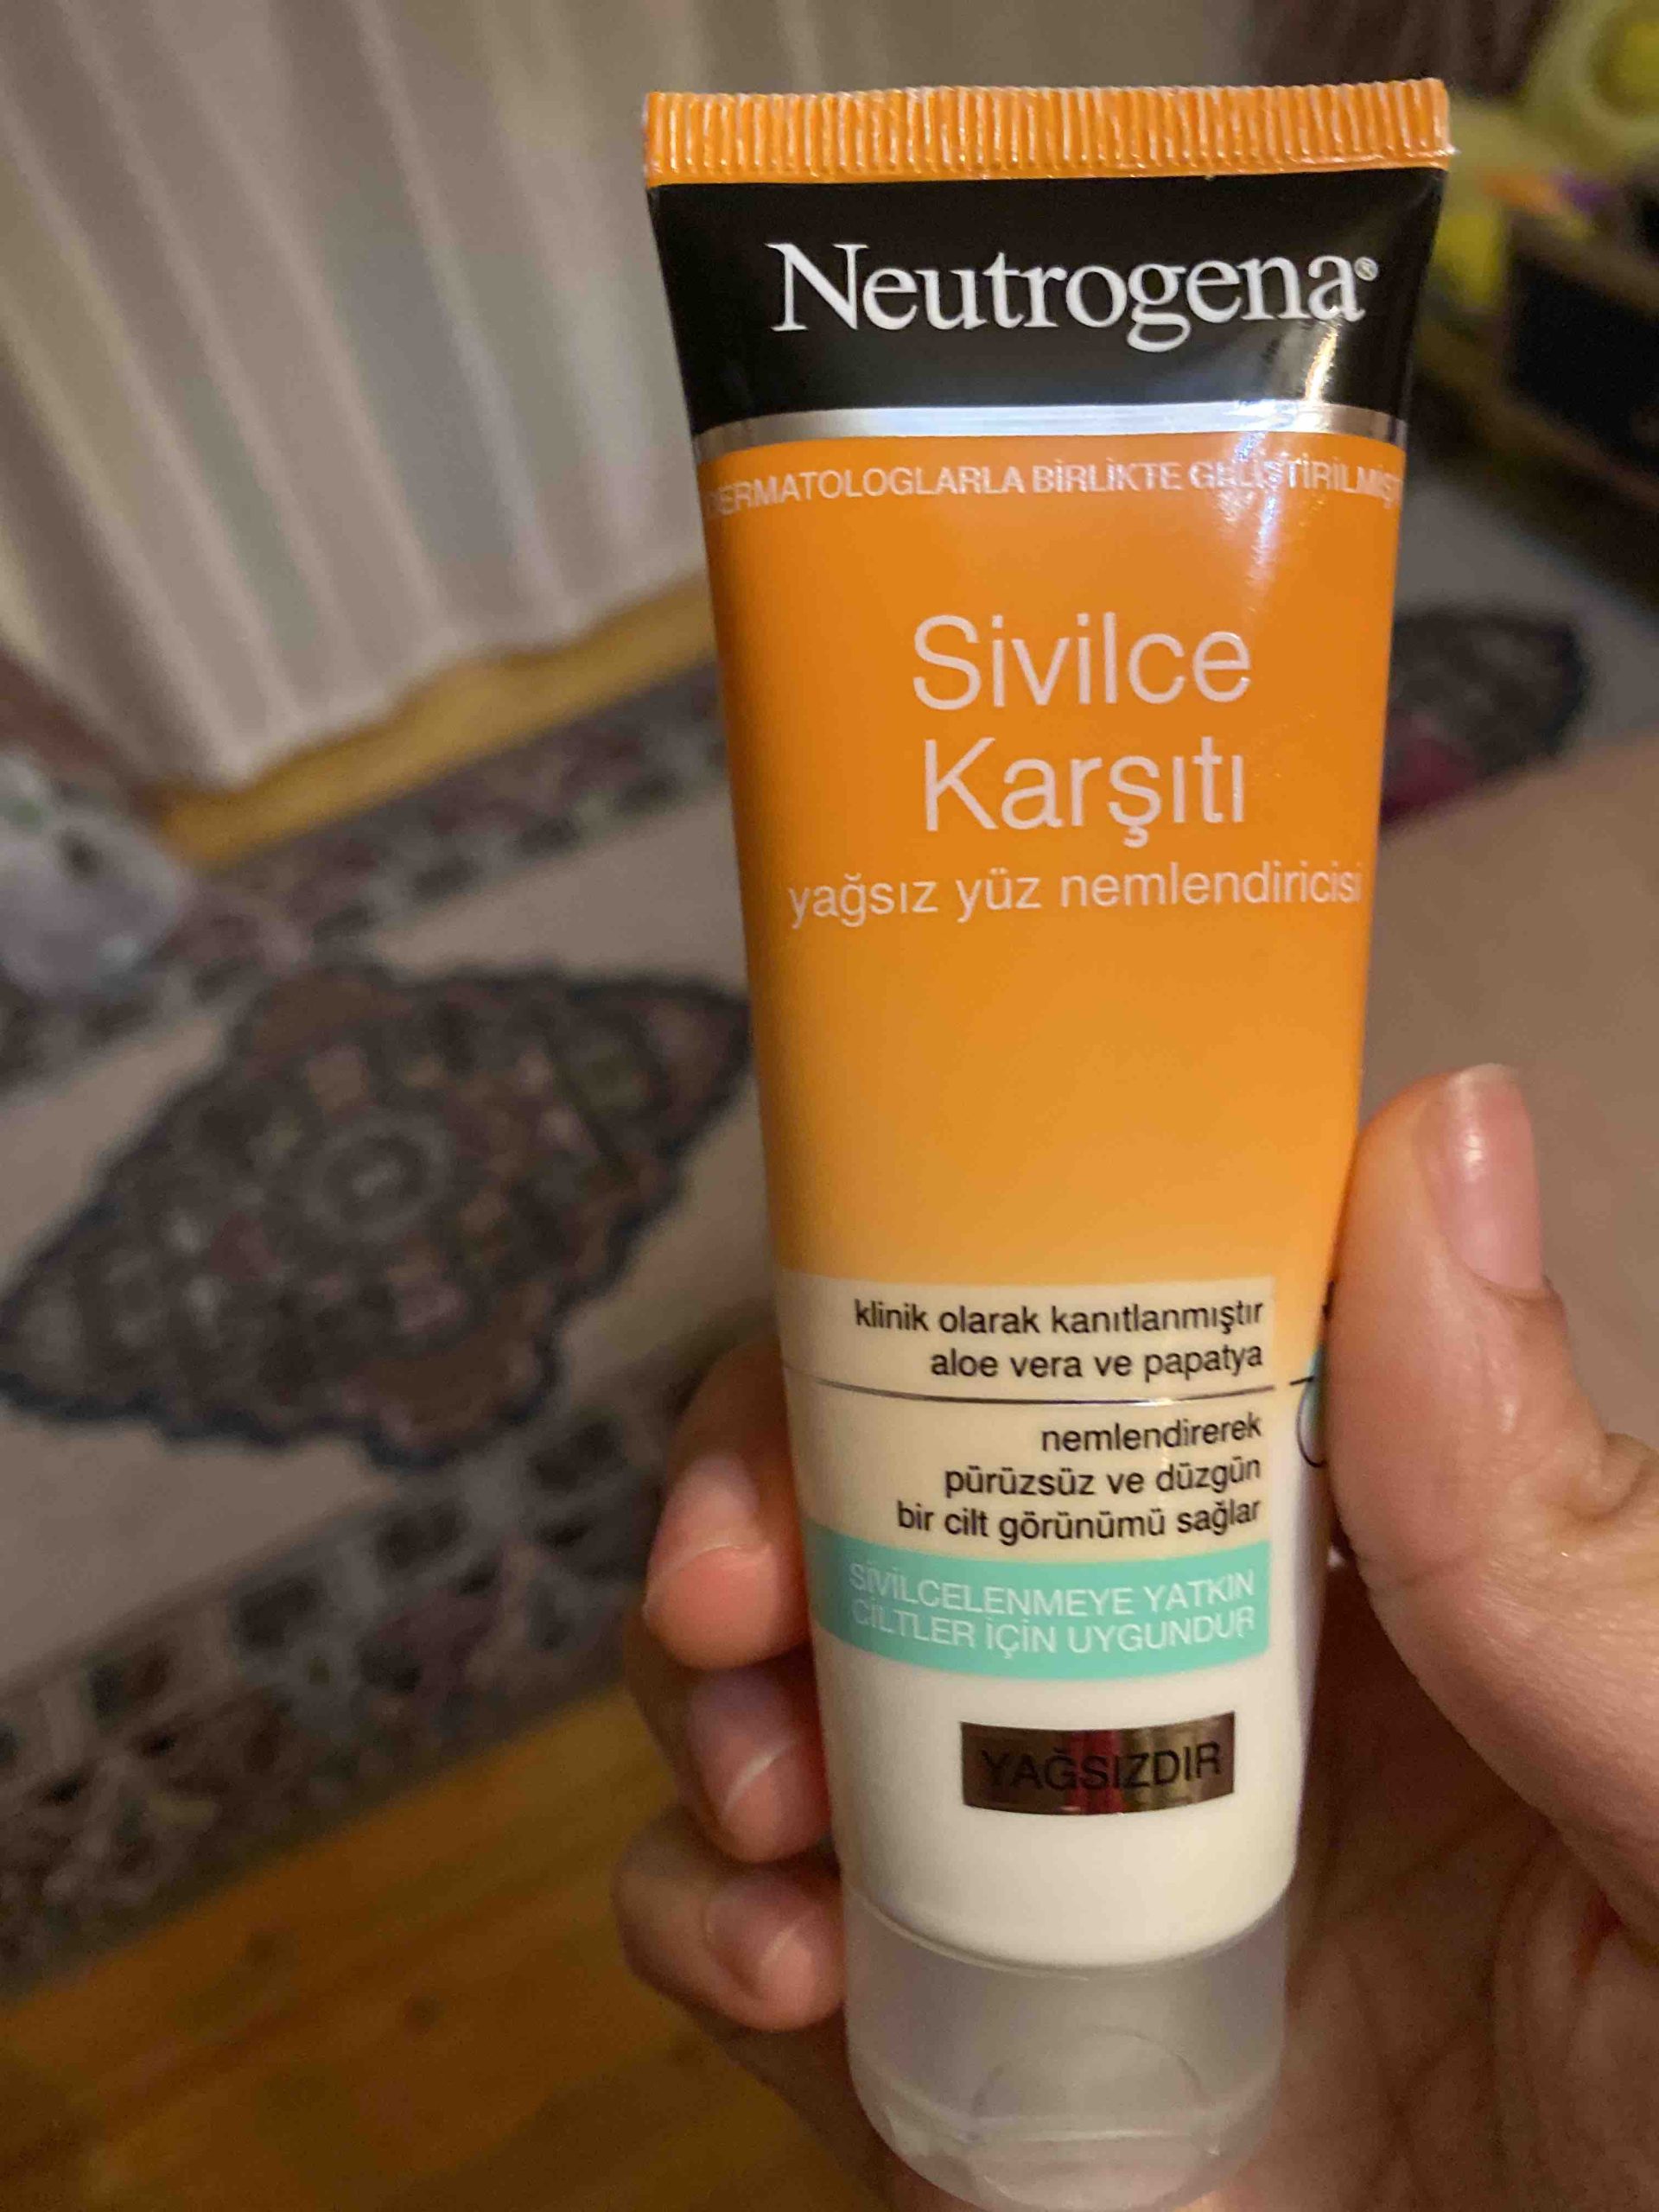 Neutrogena®
DERMATOLOGLARLA BİRLİKTE GELİŞTİRİLMİŞTİR
Sivilce
Karşıtı
yağsız yüz nemlendiricisi
klinik olarak kanıtlanmıştır
aloe vera ve papatya
nemlendirerek
pürüzsüz ve düzgün
bir cilt görünümü sağlar
SİVİLCELENMEYE YATKIN
CİLTLER İÇİN UYGUNDUR
YAĞSIZDIR